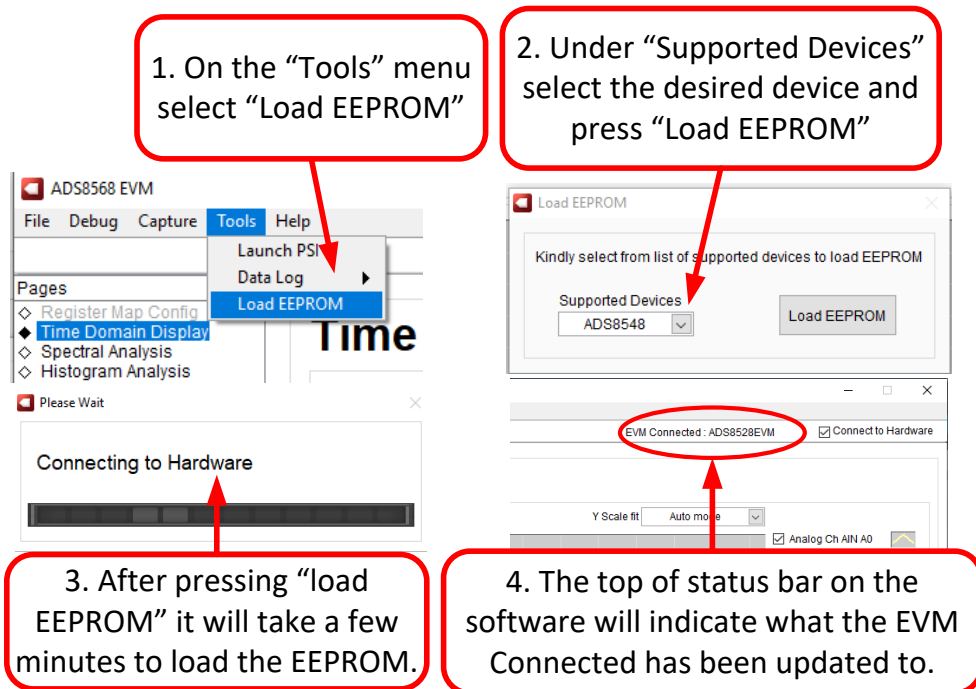 1. On the “Tools” menu
select “Load EEPROM”
2. Under “Supported Devices”
select the desired device and
press “Load EEPROM”
ADS8568 EVM
File Debug Capture Tools Help
Launch PSI
Data Log
Load EEPROM
Pages
Register Map Config
Time Domain Display
Spectral Analysis
Histogram Analysis
Time
Load EEPROM
Kindly select from list of supported devices to load EEPROM
Supported Devices
ADS8548
Load EEPROM
Please Wait
Connecting to Hardware
EVM Connected : ADS8528EVM
Connect to Hardware
Y Scale fit Auto mode
Analog Ch AIN A0
3. After pressing “load
EEPROM” it will take a few
minutes to load the EEPROM.
4. The top of status bar on the
software will indicate what the EVM
Connected has been updated to.